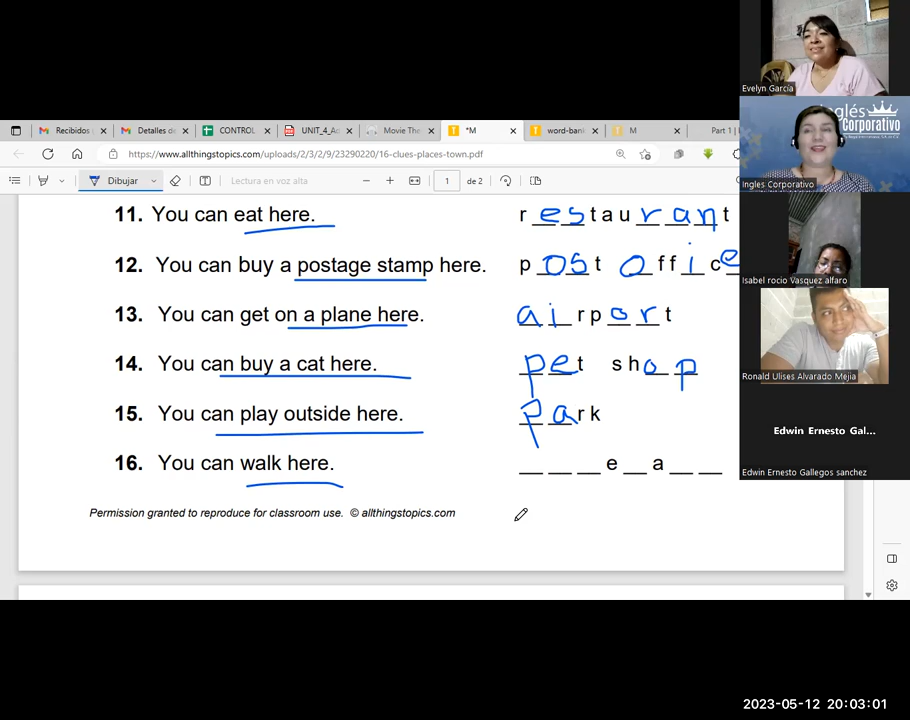 Evelyn Garcia
inglés
Corporativo
Ingles Corporativo
Isabel rocio Vasquez alfaro
Ronald Ulises Alvarado Mejia
Edwin Ernesto Gal...
Edwin Ernesto Gallegos sanchez
Recibidos
Detalles de
CONTROL
UNIT_4_A
Movie The
*M
word-ban
M
Part 1
https://www.allthingstopics.com/uploads/2/3/2/9/23290220/16-clues-places-town.pdf
Dibujar
Lectura en voz alta
1 de 2
11. You can eat here. restaurant
12. You can buy a postage stamp here. post office
13. You can get on a plane here. airport
14. You can buy a cat here. pet shop
15. You can play outside here. park
16. You can walk here. _ _ _ e _ a _ _
Permission granted to reproduce for classroom use. © allthingstopics.com
2023-05-12 20:03:01